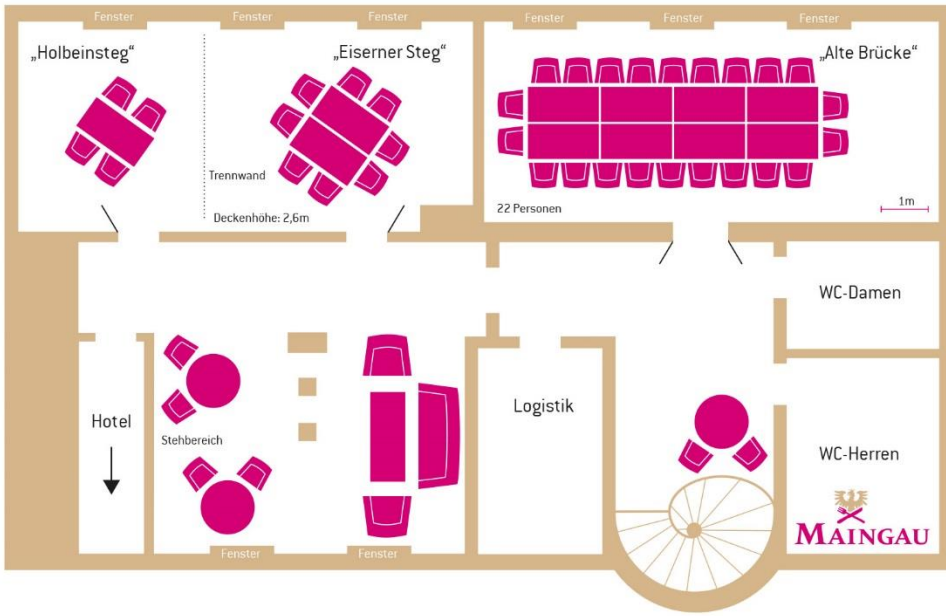 Fenster
Fenster
Fenster
Fenster
Fenster
Fenster
„Holbeinsteg“
„Eiserner Steg“
„Alte Brücke“
Trennwand
Deckenhöhe: 2,6m
22 Personen
1m
WC-Damen
Hotel
Stehbereich
Logistik
WC-Herren
MAINGAU
Fenster
Fenster